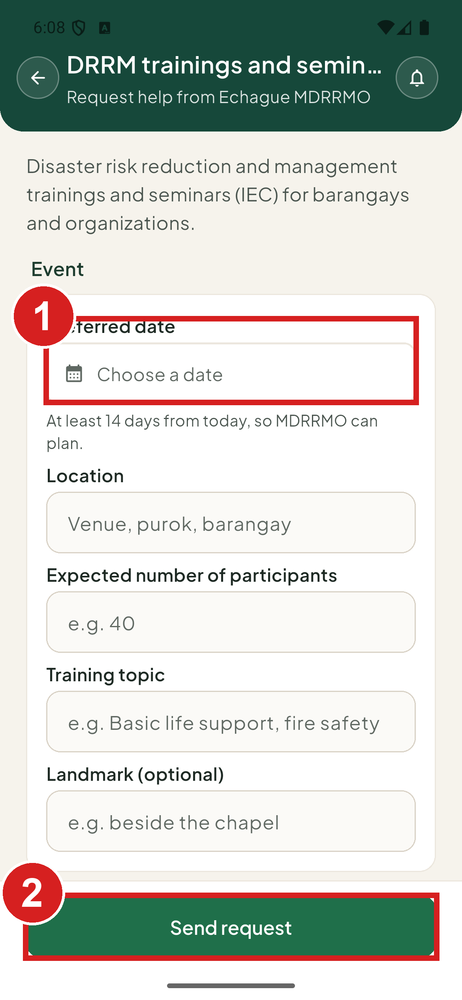 6:08
DRRM trainings and semin...
Request help from Echague MDRRMO
Disaster risk reduction and management
trainings and seminars (IEC) for barangays
and organizations.
Event
1
date
Choose a date
At least 14 days from today, so MDRRMO can
plan.
Location
Venue, purok, barangay
Expected number of participants
e.g. 40
Training topic
e.g. Basic life support, fire safety
Landmark (optional)
e.g. beside the chapel
2
Send request